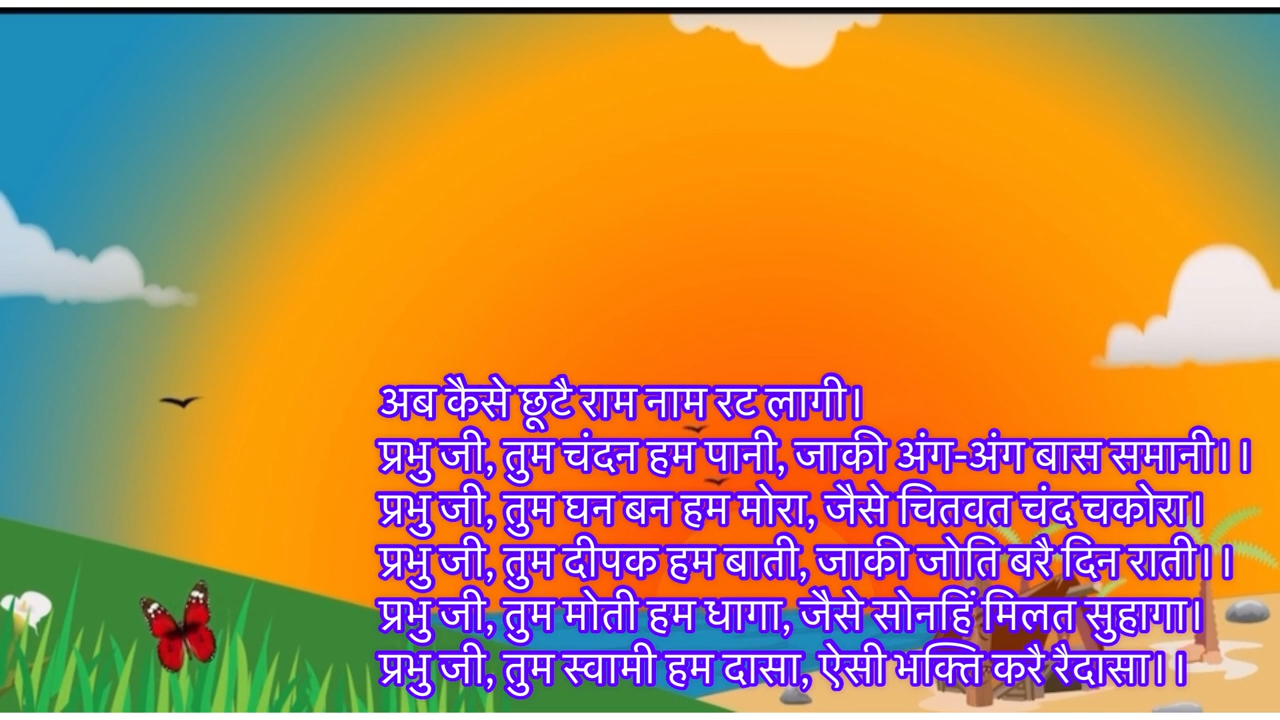 अब कैसे छूटै राम नाम रट लागी।
प्रभु जी, तुम चंदन हम पानी, जाकी अंग-अंग बास समानी।।
प्रभु जी, तुम घन बन हम मोरा, जैसे चितवत चंद चकोरा।
प्रभु जी, तुम दीपक हम बाती, जाकी जोति बरै दिन राती।।
प्रभु जी, तुम मोती हम धागा, जैसे सोनहिं मिलत सुहागा।
प्रभु जी, तुम स्वामी हम दासा, ऐसी भक्ति करै रैदासा।।